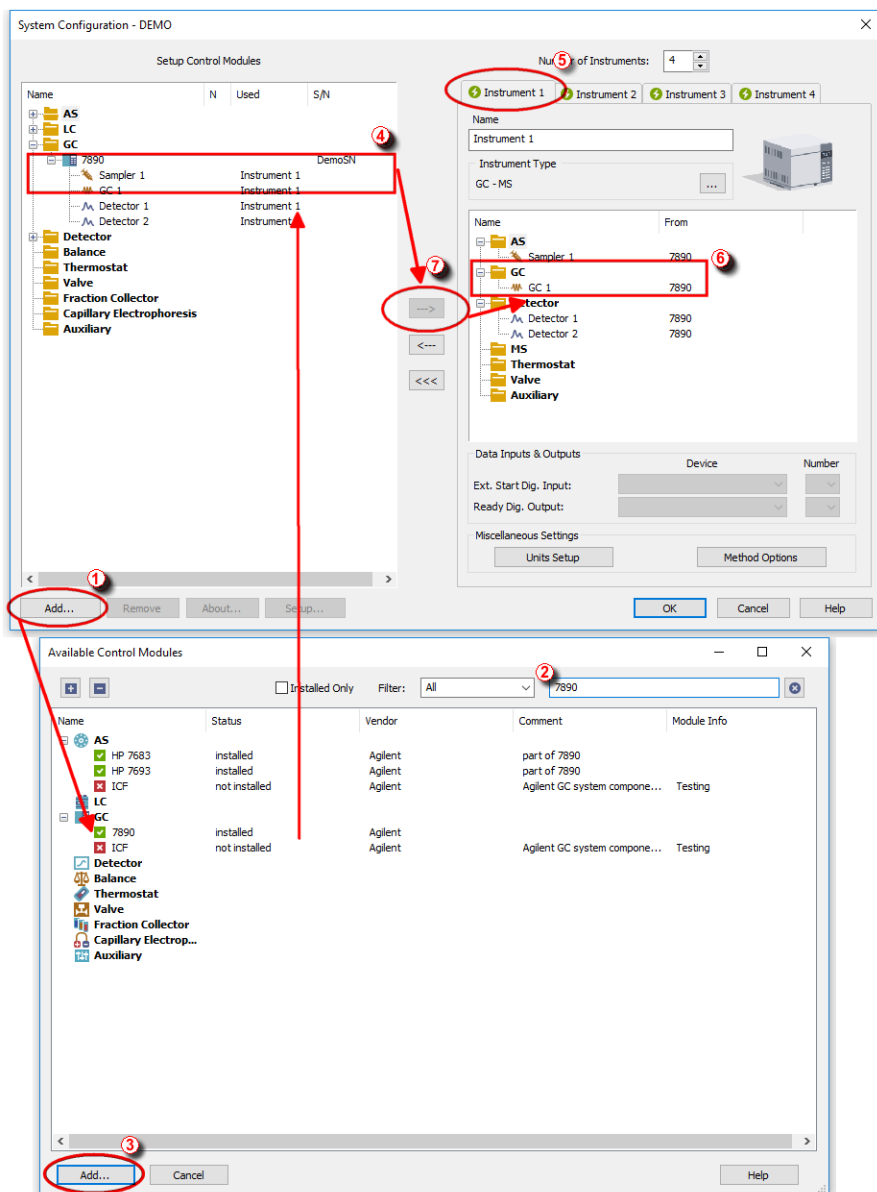 System Configuration - DEMO
Setup Control Modules
Number of Instruments: 4
5
Name N Used S/N
AS
LC
GC
7890 DemoSN
Sampler 1 Instrument 1
GC 1 Instrument 1
Detector 1 Instrument 1
Detector 2 Instrument
Detector
Balance
Thermostat
Valve
Fraction Collector
Capillary Electrophoresis
Auxiliary
4
7
--->
<---
<<<
Instrument 1 Instrument 2 Instrument 3 Instrument 4
Name
Instrument 1
Instrument Type
GC - MS ...
Name From
AS
Sampler 1 7890
6
GC
GC 1 7890
Detector
Detector 1 7890
Detector 2 7890
MS
Thermostat
Valve
Auxiliary
Data Inputs & Outputs
Device Number
Ext. Start Dig. Input:
Ready Dig. Output:
Miscellaneous Settings
Units Setup Method Options
1
Add... Remove About... Setup... OK Cancel Help
Available Control Modules
2
Installed Only Filter: All 7890
Name Status Vendor Comment Module Info
AS
HP 7683 installed Agilent part of 7890
HP 7693 installed Agilent part of 7890
ICF not installed Agilent Agilent GC system compone... Testing
LC
GC
7890 installed Agilent
ICF not installed Agilent Agilent GC system compone... Testing
Detector
Balance
Thermostat
Valve
Fraction Collector
Capillary Electrop...
Auxiliary
3
Add... Cancel Help